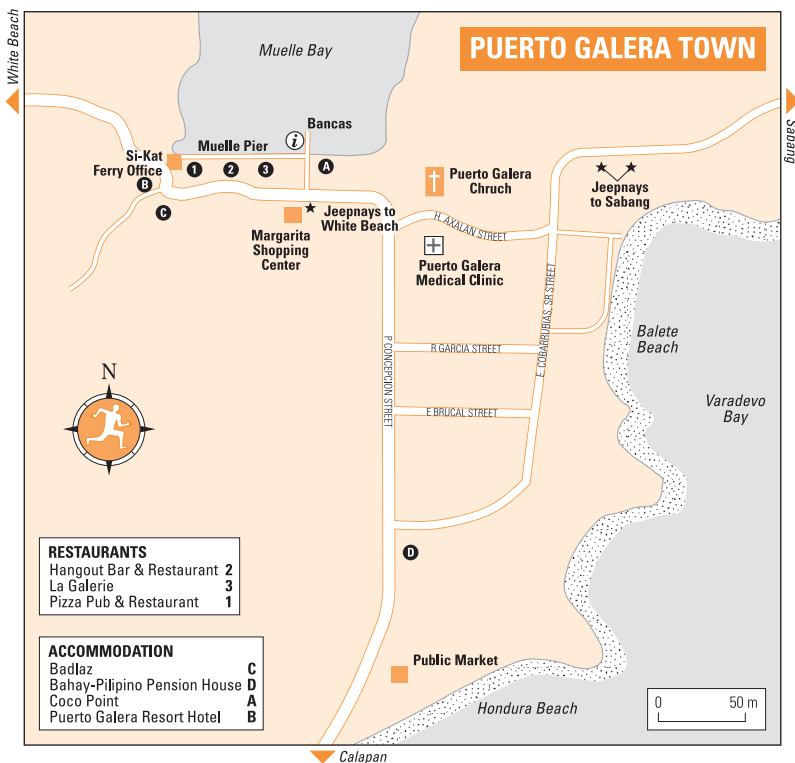 PUERTO GALERA TOWN
White Beach
Muelle Bay
Sabang
Bancas
i
Muelle Pier
Si-Kat
Ferry Office
1
2
3
A
B
C
Puerto Galera
Chruch
Jeepnays
to Sabang
Jeepnays to
White Beach
Margarita
Shopping
Center
H. AXALAN STREET
Puerto Galera
Medical Clinic
P CONCEPCION STREET
E. COBARRUBIAS, SR STREET
R GARCIA STREET
E BRUCAL STREET
Balete
Beach
Varadevo
Bay
N
D
RESTAURANTS
Hangout Bar & Restaurant 2
La Galerie 3
Pizza Pub & Restaurant 1
ACCOMMODATION
Badlaz C
Bahay-Pilipino Pension House D
Coco Point A
Puerto Galera Resort Hotel B
Public Market
Hondura Beach
0 50 m
Calapan